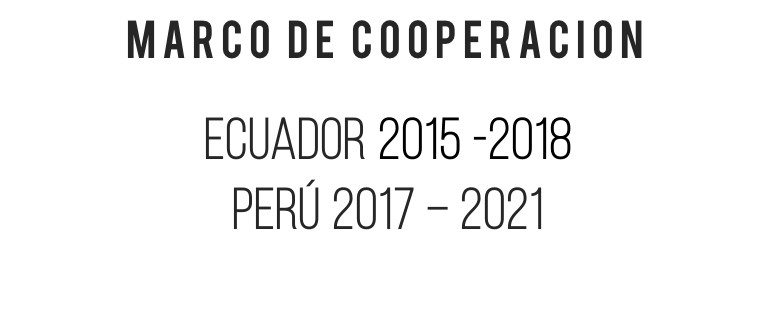 MARCO DE COOPERACION
ECUADOR 2015 -2018
PERÚ 2017 – 2021